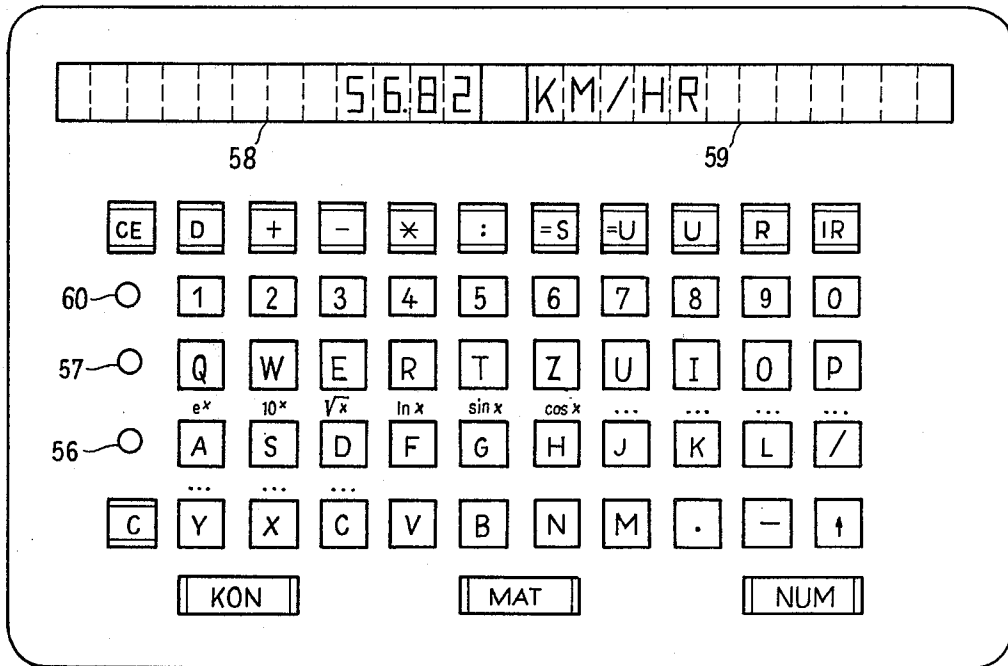 56.82 KM/HR
58 59
CE D + - * : =S =U U R IR
60 1 2 3 4 5 6 7 8 9 0
57 Q W E R T Z U I O P
e^x 10^x √x ln x sin x cos x ... ... ... ...
56 A S D F G H J K L /
... ... ...
C Y X C V B N M . — ↑
KON MAT NUM